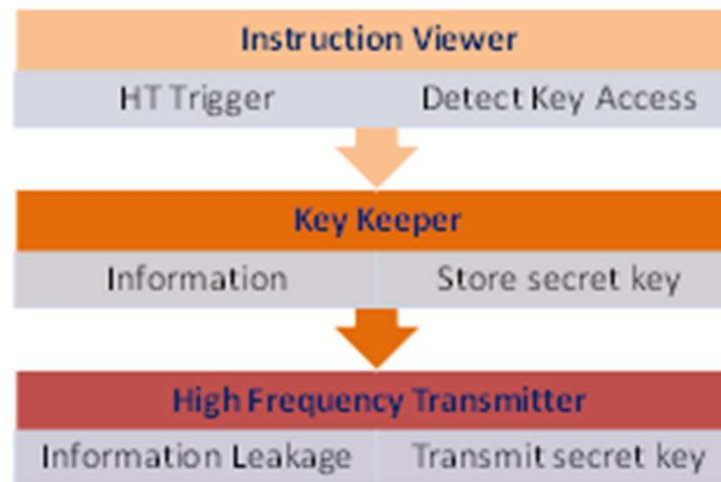 Instruction Viewer
HT Trigger Detect Key Access
Key Keeper
Information Store secret key
High Frequency Transmitter
Information Leakage Transmit secret key